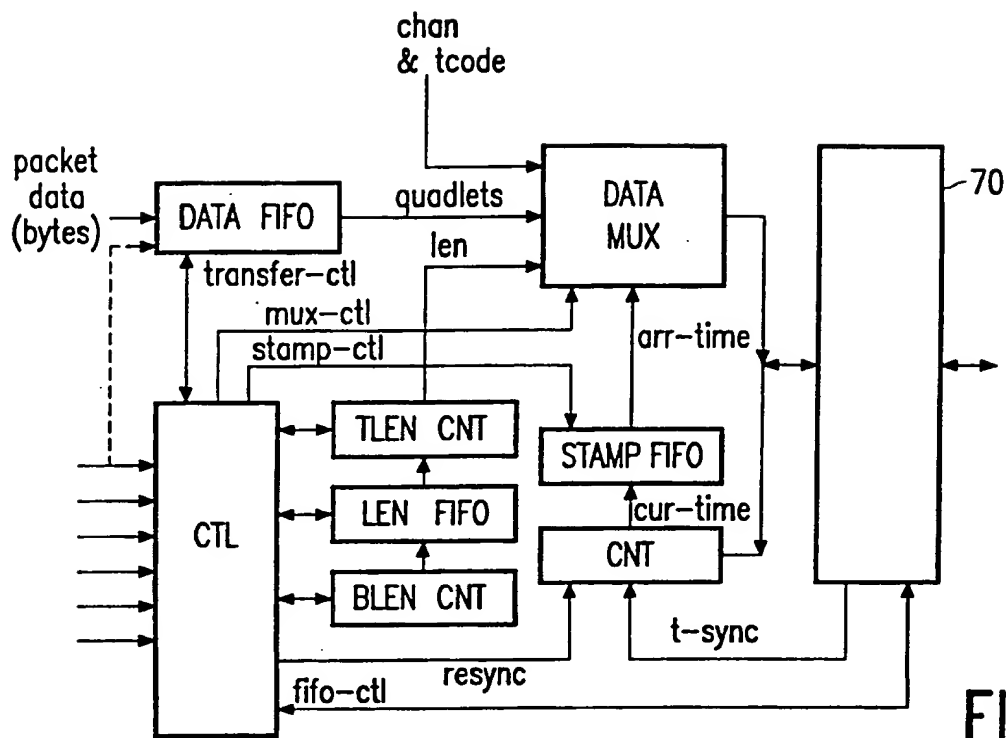 chan
& tcode
packet
data
(bytes)
DATA FIFO
quadlets
DATA
MUX
70
len
transfer-ctl
mux-ctl
stamp-ctl
arr-time
TLEN CNT
STAMP FIFO
LEN FIFO
cur-time
CTL
CNT
BLEN CNT
t-sync
resync
fifo-ctl